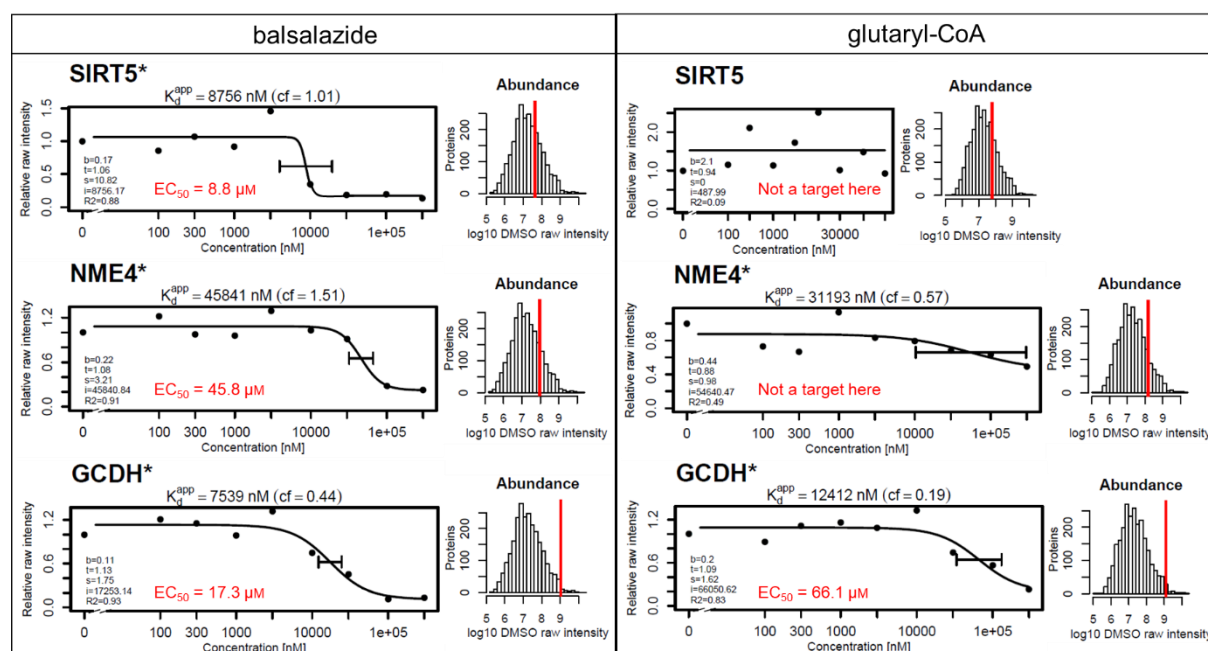 balsalazide
SIRT5*
K_d^app = 8756 nM (cf = 1.01)
Relative raw intensity
0.0 0.5 1.0 1.5
b=0.17
t=1.06
s=10.82
i=8756.17
R2=0.88
EC50 = 8.8 µM
0 100 300 1000 10000 1e+05
Concentration [nM]
Abundance
Proteins
0 100 200
5 6 7 8 9
log10 DMSO raw intensity
NME4*
K_d^app = 45841 nM (cf = 1.51)
Relative raw intensity
0.0 0.6 1.2
b=0.22
t=1.08
s=3.21
i=45840.84
R2=0.91
EC50 = 45.8 µM
0 100 300 1000 10000 1e+05
Concentration [nM]
Abundance
Proteins
0 100 200
5 6 7 8 9
log10 DMSO raw intensity
GCDH*
K_d^app = 7539 nM (cf = 0.44)
Relative raw intensity
0.0 0.6 1.2
b=0.11
t=1.13
s=1.75
i=17253.14
R2=0.93
EC50 = 17.3 µM
0 100 300 1000 10000 1e+05
Concentration [nM]
Abundance
Proteins
0 100 200
5 6 7 8 9
log10 DMSO raw intensity
glutaryl-CoA
SIRT5
Relative raw intensity
0.0 1.0 2.0
b=2.1
t=0.94
s=0
i=487.99
R2=0.09
Not a target here
0 100 1000 30000
Concentration [nM]
Abundance
Proteins
0 100 200
5 6 7 8 9
log10 DMSO raw intensity
NME4*
K_d^app = 31193 nM (cf = 0.57)
Relative raw intensity
0.0 0.4 0.8
b=0.44
t=0.88
s=0.98
i=54640.47
R2=0.49
Not a target here
0 100 300 1000 10000 1e+05
Concentration [nM]
Abundance
Proteins
0 100 200
5 6 7 8 9
log10 DMSO raw intensity
GCDH*
K_d^app = 12412 nM (cf = 0.19)
Relative raw intensity
0.0 0.6 1.2
b=0.2
t=1.09
s=1.62
i=66050.62
R2=0.83
EC50 = 66.1 µM
0 100 300 1000 10000 1e+05
Concentration [nM]
Abundance
Proteins
0 100 200
5 6 7 8 9
log10 DMSO raw intensity